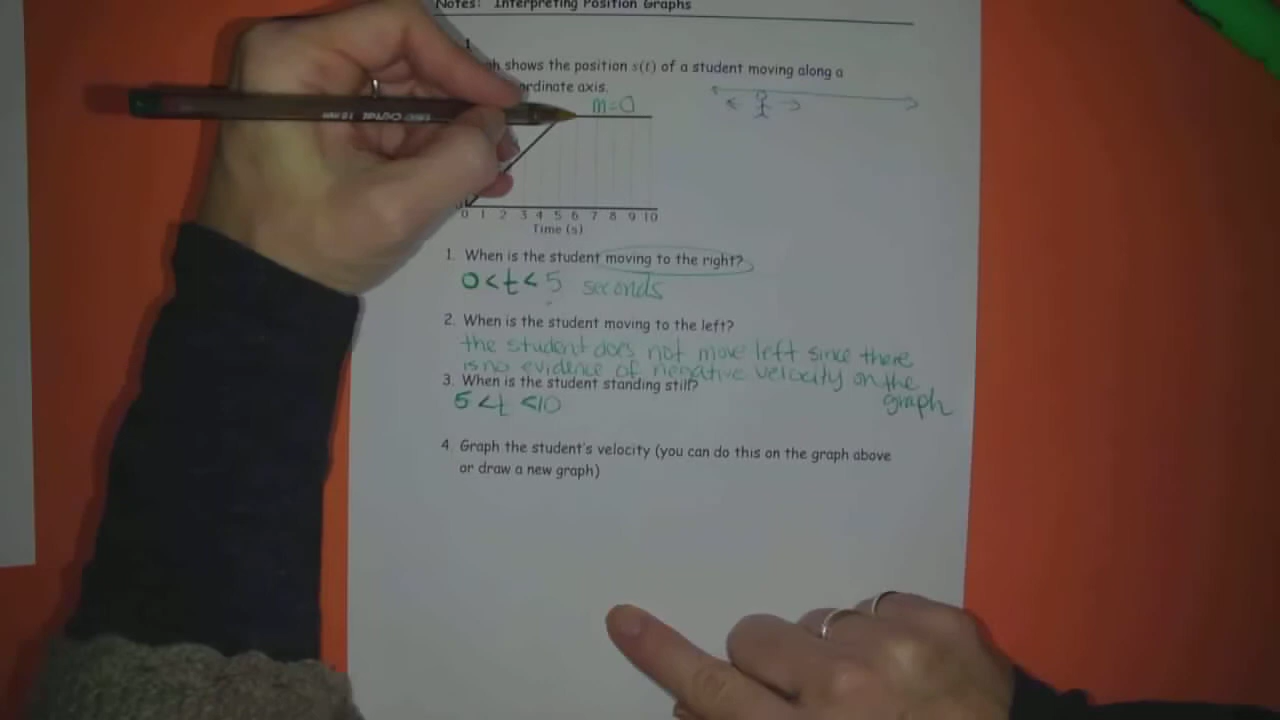 Notes: Interpreting Position Graphs
1
shows the position s(t) of a student moving along a
ordinate axis.
m=0
0 1 2 3 4 5 6 7 8 9 10
Time (s)
1. When is the student moving to the right?
0<t<5 seconds
2. When is the student moving to the left?
the student does not move left since there
is no evidence of negative velocity on the
graph
3. When is the student standing still?
5<t<10
4. Graph the student's velocity (you can do this on the graph above
or draw a new graph)